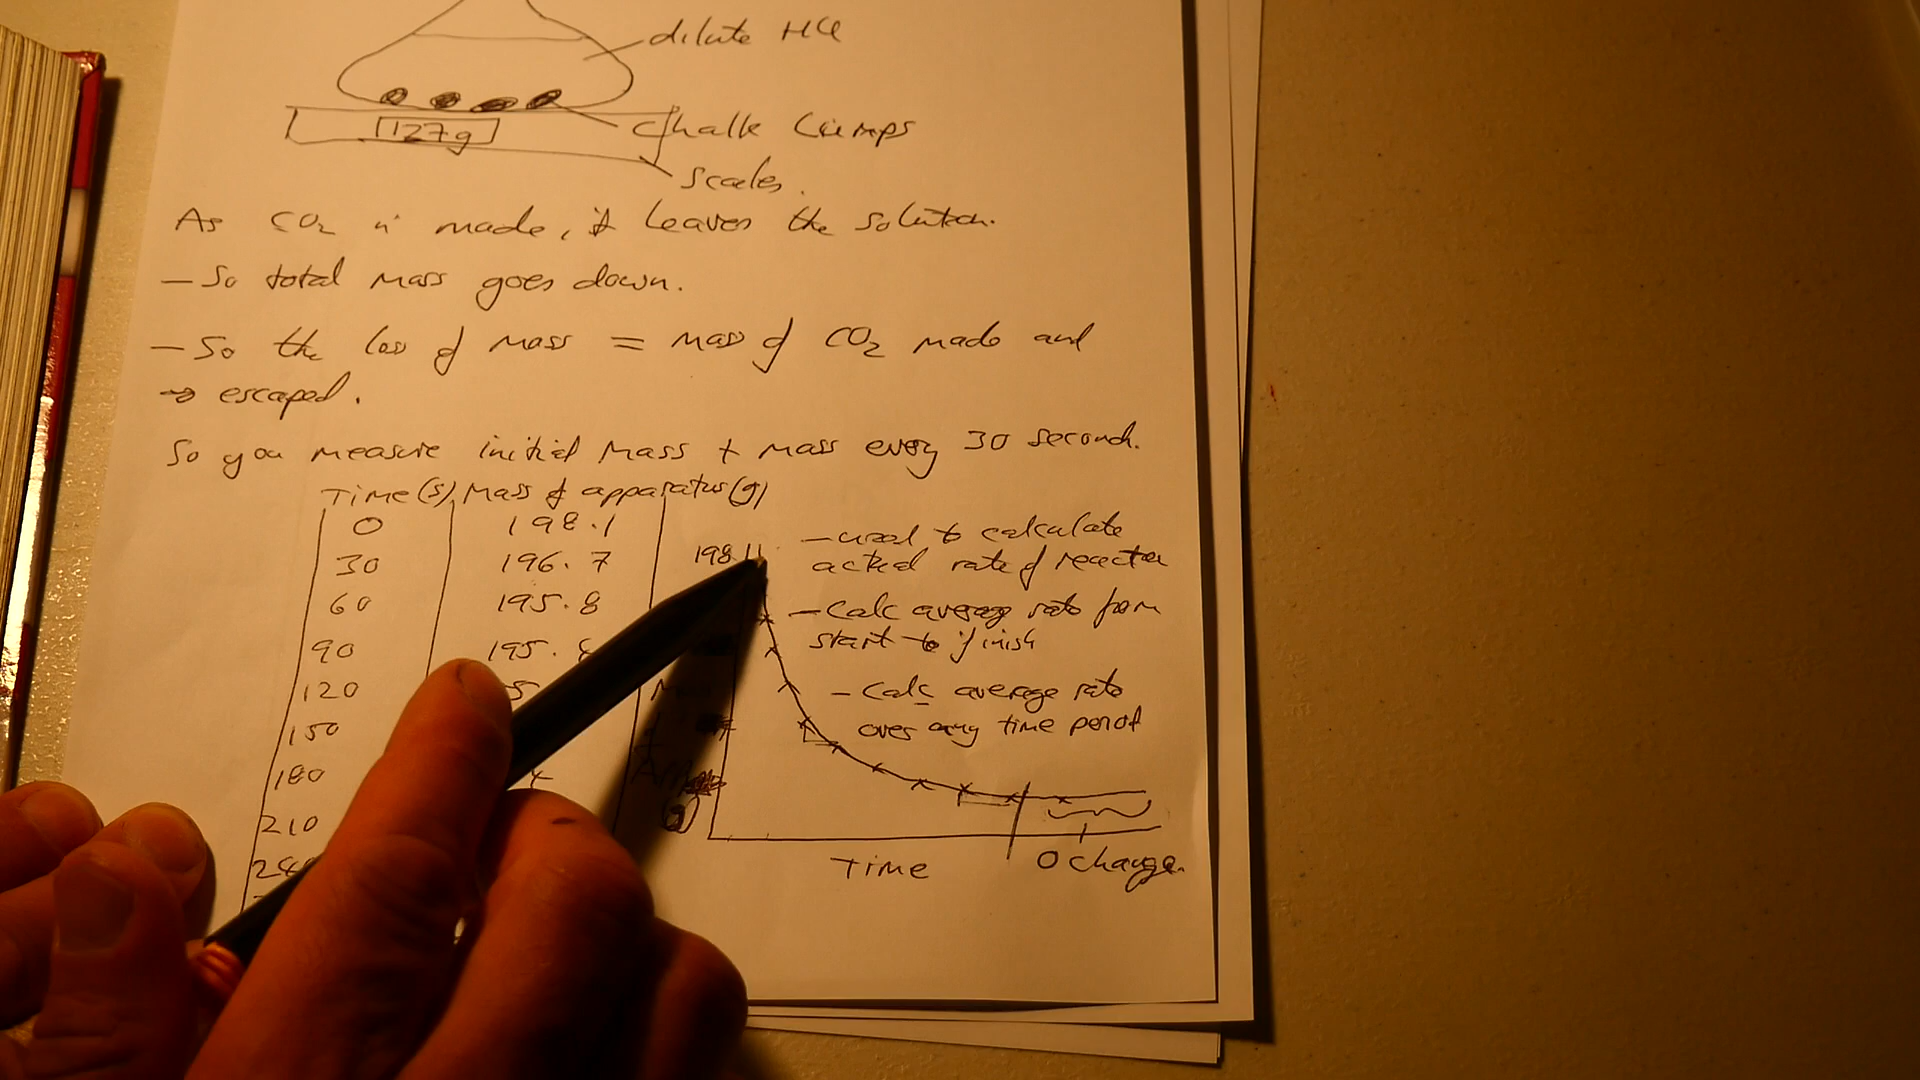 dilute HCl
127g
Chalk Lumps
Scales.
As CO2 is made, it leaves the solution.
- So total mass goes down.
- So the loss of mass = mass of CO2 made and
→ escaped.
So you measure initial mass + mass every 30 second.
Time (s) Mass of apparatus (g)
0 198.1
30 196.7
60 195.8
90 195.4
120
150
180
210
198.1
- used to calculate
actual rate of reaction
- Calc average rate from
start to finish
- Calc average rate
over any time period
Time
0 change.